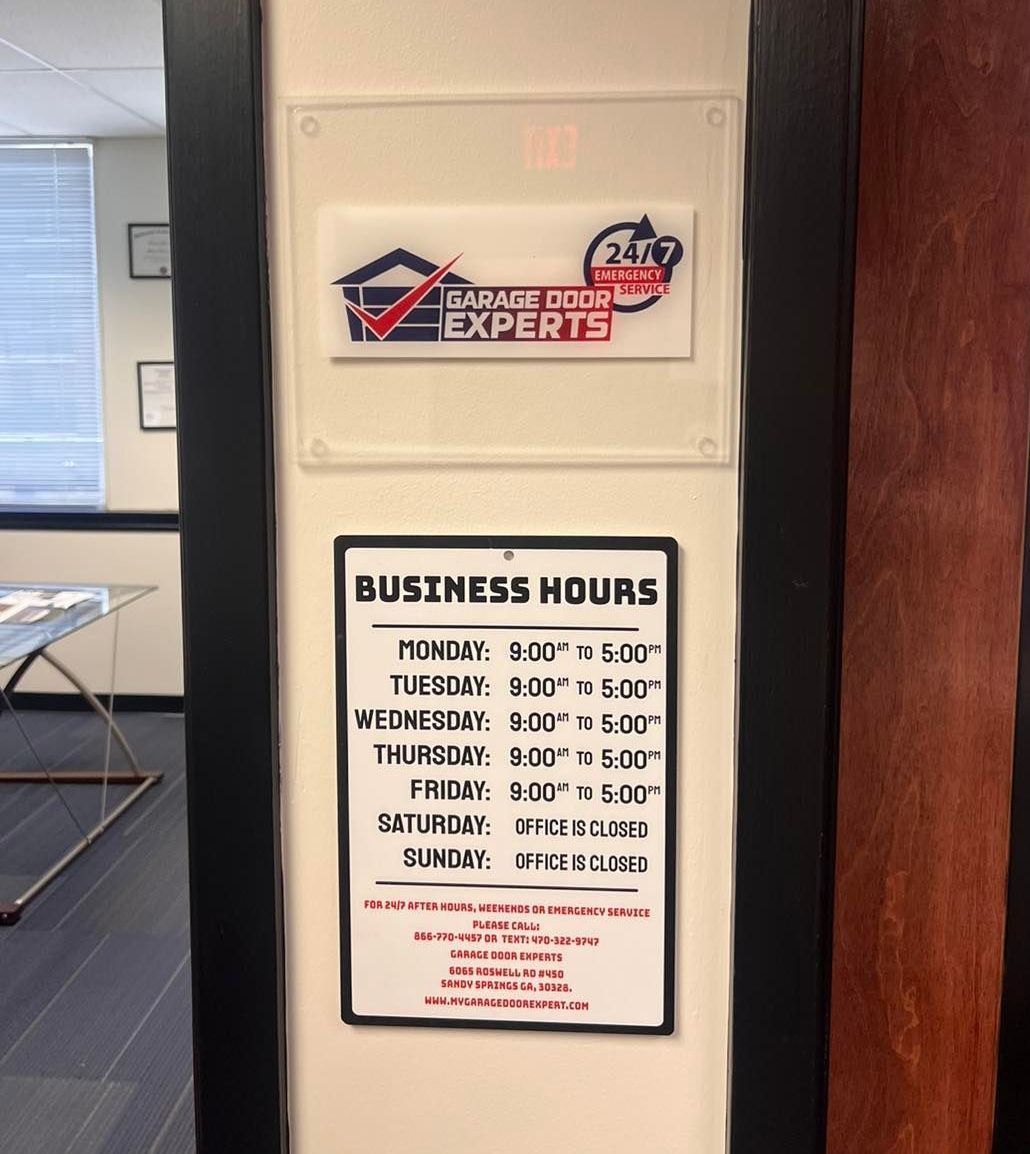 24/7
EMERGENCY
SERVICE
GARAGE DOOR
EXPERTS
BUSINESS HOURS
MONDAY: 9:00AM TO 5:00PM
TUESDAY: 9:00AM TO 5:00PM
WEDNESDAY: 9:00AM TO 5:00PM
THURSDAY: 9:00AM TO 5:00PM
FRIDAY: 9:00AM TO 5:00PM
SATURDAY: OFFICE IS CLOSED
SUNDAY: OFFICE IS CLOSED
FOR 24/7 AFTER HOURS, WEEKENDS OR EMERGENCY SERVICE
PLEASE CALL:
866-770-4457 OR TEXT: 470-322-9747
GARAGE DOOR EXPERTS
6065 ROSWELL RD #450
SANDY SPRINGS GA, 30328.
WWW.MYGARAGEDOOREXPERT.COM